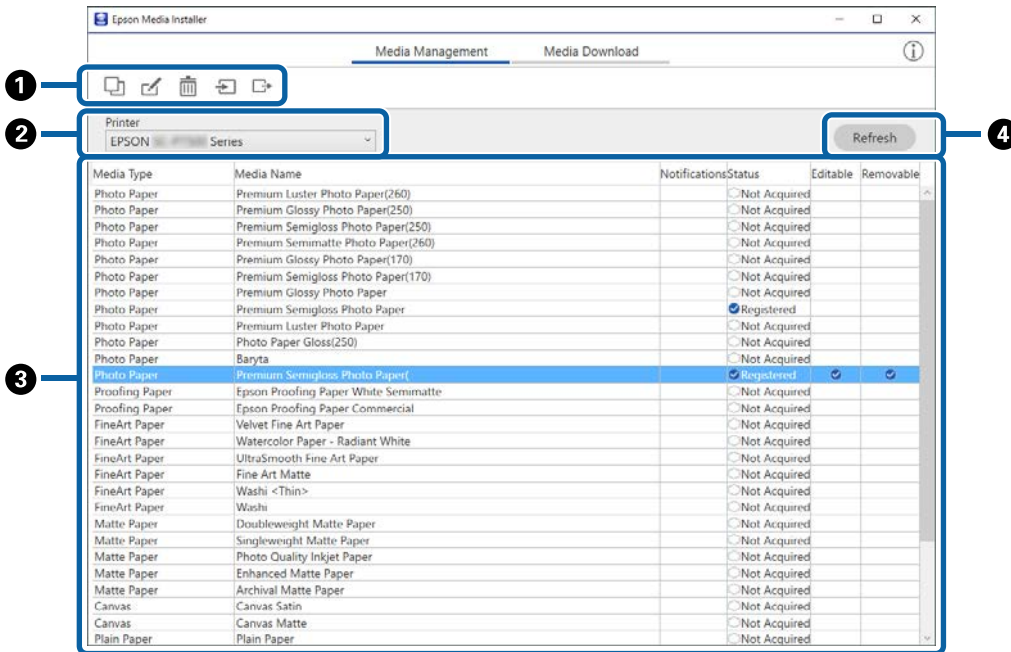 Epson Media Installer
Media Management Media Download
1
Printer
2 EPSON Series Refresh 4
Media Type Media Name Notifications Status Editable Removable
Photo Paper Premium Luster Photo Paper(260) Not Acquired
Photo Paper Premium Glossy Photo Paper(250) Not Acquired
Photo Paper Premium Semigloss Photo Paper(250) Not Acquired
Photo Paper Premium Semimatte Photo Paper(260) Not Acquired
Photo Paper Premium Glossy Photo Paper(170) Not Acquired
Photo Paper Premium Semigloss Photo Paper(170) Not Acquired
Photo Paper Premium Glossy Photo Paper Not Acquired
Photo Paper Premium Semigloss Photo Paper Registered
Photo Paper Premium Luster Photo Paper Not Acquired
Photo Paper Photo Paper Gloss(250) Not Acquired
Photo Paper Baryta Not Acquired
3 Photo Paper Premium Semigloss Photo Paper( Registered
Proofing Paper Epson Proofing Paper White Semimatte Not Acquired
Proofing Paper Epson Proofing Paper Commercial Not Acquired
FineArt Paper Velvet Fine Art Paper Not Acquired
FineArt Paper Watercolor Paper - Radiant White Not Acquired
FineArt Paper UltraSmooth Fine Art Paper Not Acquired
FineArt Paper Fine Art Matte Not Acquired
FineArt Paper Washi <Thin> Not Acquired
FineArt Paper Washi Not Acquired
Matte Paper Doubleweight Matte Paper Not Acquired
Matte Paper Singleweight Matte Paper Not Acquired
Matte Paper Photo Quality Inkjet Paper Not Acquired
Matte Paper Enhanced Matte Paper Not Acquired
Matte Paper Archival Matte Paper Not Acquired
Canvas Canvas Satin Not Acquired
Canvas Canvas Matte Not Acquired
Plain Paper Plain Paper Not Acquired